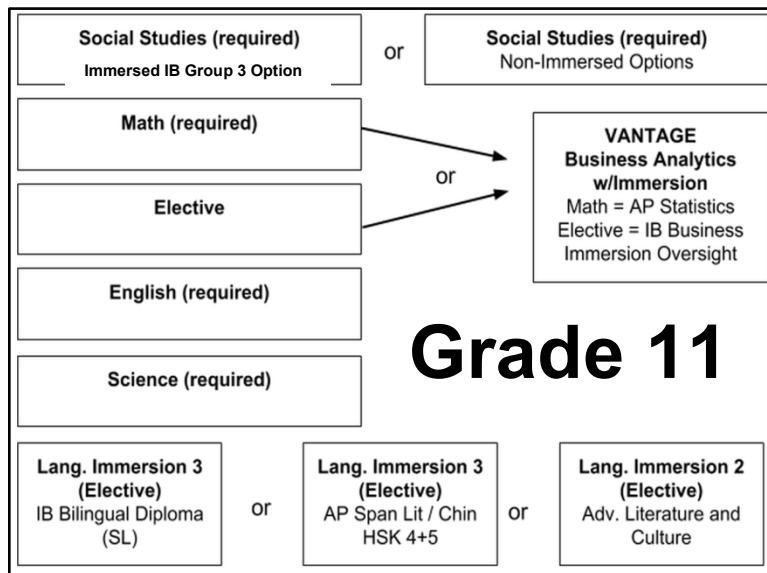 Social Studies (required)
Immersed IB Group 3 Option
or
Social Studies (required)
Non-Immersed Options
Math (required)
or
VANTAGE
Business Analytics
w/Immersion
Math = AP Statistics
Elective = IB Business
Immersion Oversight
Elective
English (required)
Grade 11
Science (required)
Lang. Immersion 3
(Elective)
IB Bilingual Diploma
(SL)
or
Lang. Immersion 3
(Elective)
AP Span Lit / Chin
HSK 4+5
or
Lang. Immersion 2
(Elective)
Adv. Literature and
Culture